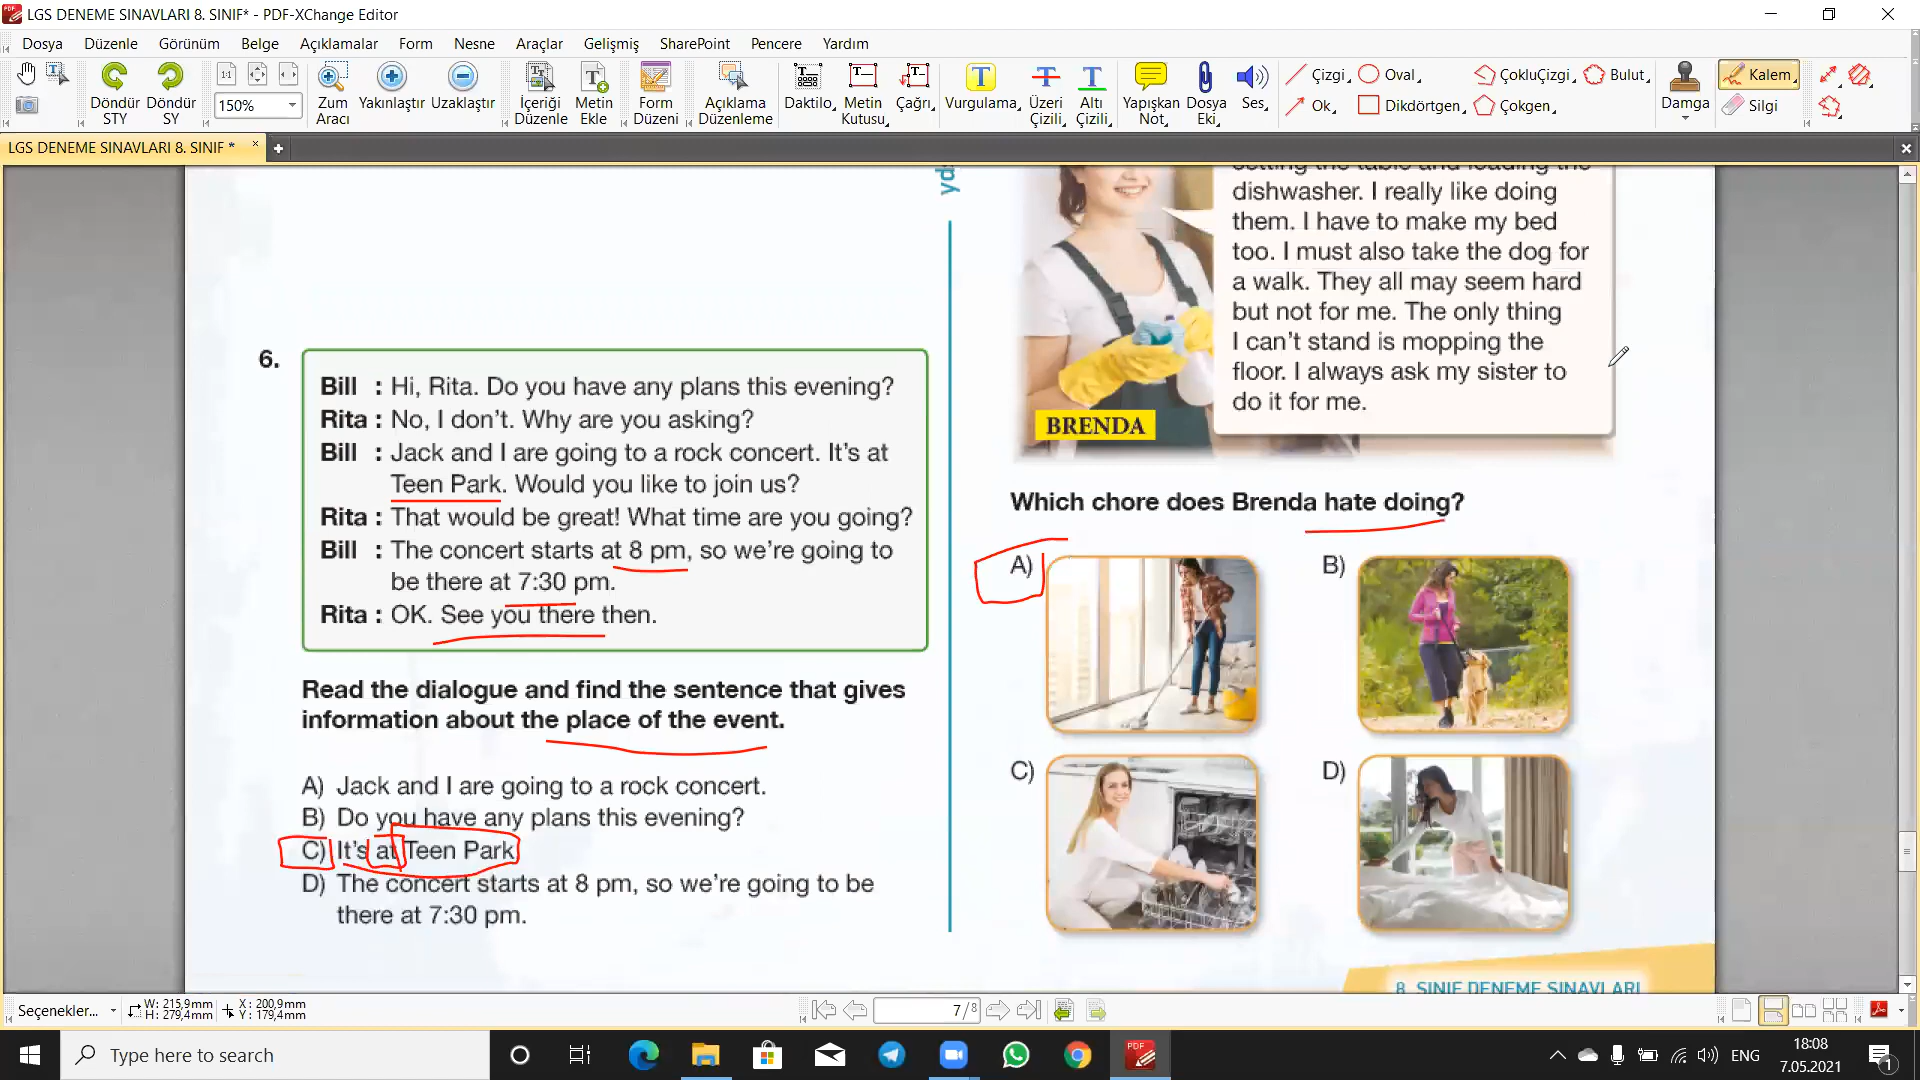 LGS DENEME SINAVLARI 8. SINIF* - PDF-XChange Editor
Dosya Düzenle Görünüm Belge Açıklamalar Form Nesne Araçlar Gelişmiş SharePoint Pencere Yardım
Döndür STY
Döndür SY
150%
Zum Aracı
Yakınlaştır
Uzaklaştır
İçeriği Düzenle
Metin Ekle
Form Düzeni
Açıklama Düzenleme
Daktilo
Metin Kutusu
Çağrı
Vurgulama
Üzeri Çizili
Altı Çizili
Yapışkan Not
Dosya Eki
Ses
Çizgi
Ok
Oval
Dikdörtgen
ÇokluÇizgi
Çokgen
Bulut
Damga
Kalem
Silgi
LGS DENEME SINAVLARI 8. SINIF *
6.
Bill : Hi, Rita. Do you have any plans this evening?
Rita : No, I don't. Why are you asking?
Bill : Jack and I are going to a rock concert. It's at
Teen Park. Would you like to join us?
Rita : That would be great! What time are you going?
Bill : The concert starts at 8 pm, so we're going to
be there at 7:30 pm.
Rita : OK. See you there then.
Read the dialogue and find the sentence that gives
information about the place of the event.
A) Jack and I are going to a rock concert.
B) Do you have any plans this evening?
C) It's at Teen Park
D) The concert starts at 8 pm, so we're going to be
there at 7:30 pm.
yd
setting the table and loading the
dishwasher. I really like doing
them. I have to make my bed
too. I must also take the dog for
a walk. They all may seem hard
but not for me. The only thing
I can't stand is mopping the
floor. I always ask my sister to
do it for me.
BRENDA
Which chore does Brenda hate doing?
A)
B)
C)
D)
8. SINIF DENEME SINAVLARI
Seçenekler...
W: 215,9mm
H: 279,4mm
X: 200,9mm
Y: 179,4mm
7 / 8
Type here to search
ENG
18:08
7.05.2021
1